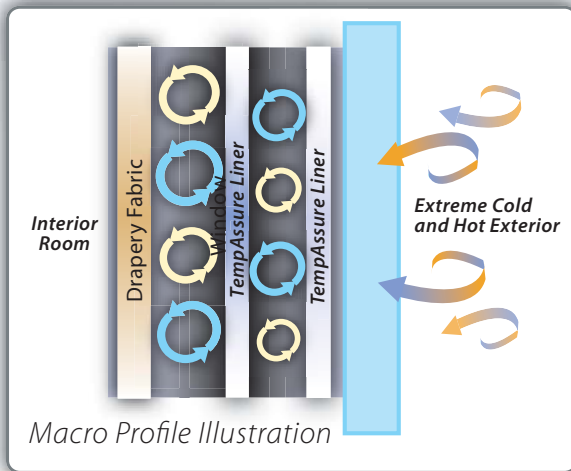 Interior
Room
Drapery Fabric
Window
TempAssure Liner
TempAssure Liner
Extreme Cold
and Hot Exterior
Macro Profile Illustration